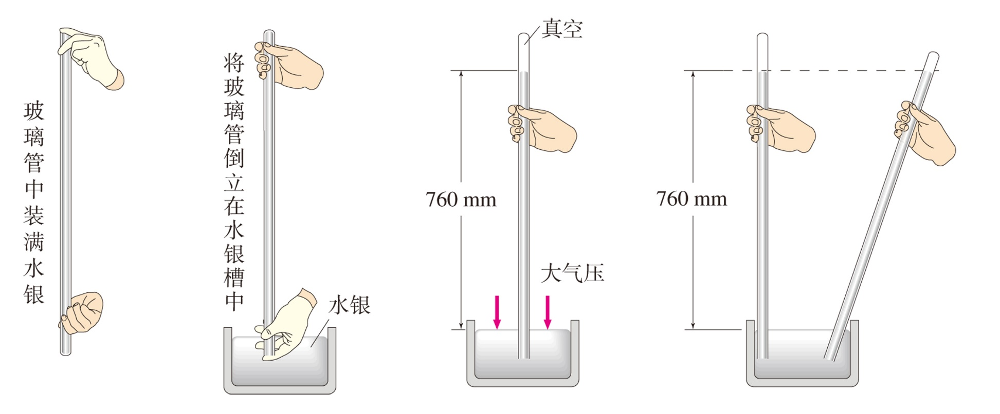 玻璃管中装满水银
将玻璃管倒立在水银槽中
水银
真空
760 mm
大气压
760 mm